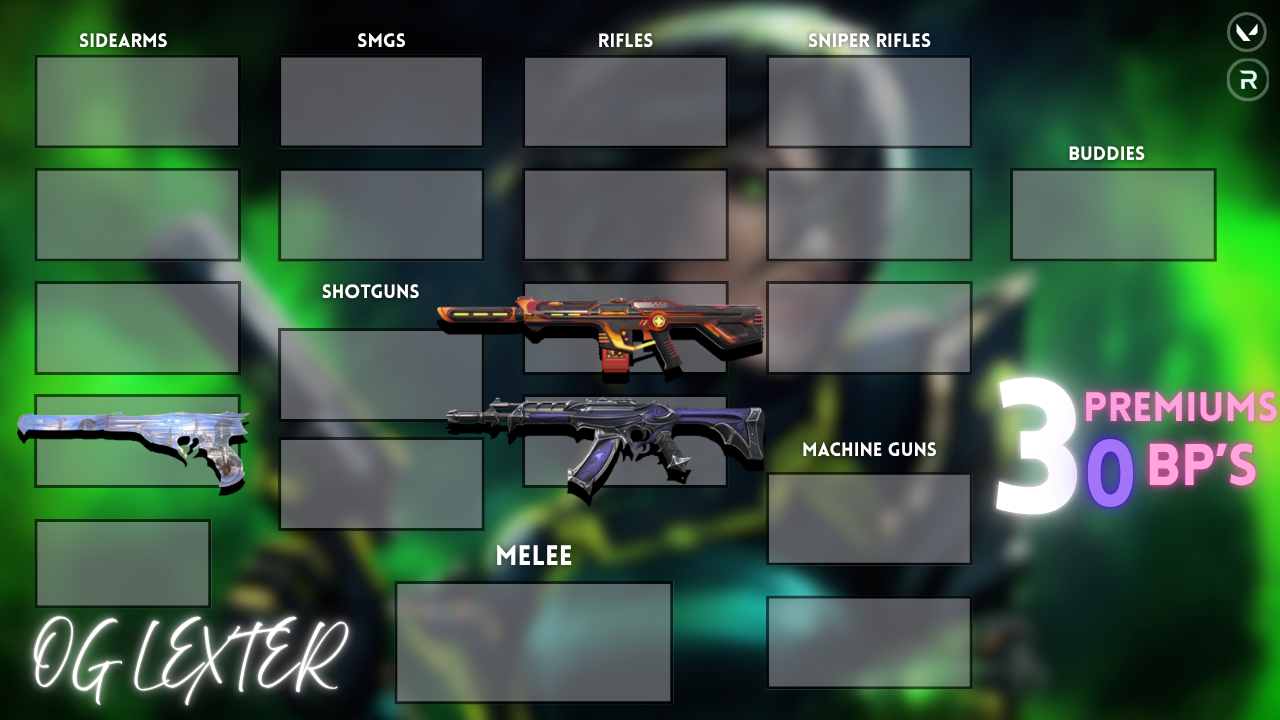 SIDEARMS
SMGS
RIFLES
SNIPER RIFLES
BUDDIES
SHOTGUNS
3 PREMIUMS
0 BP'S
MACHINE GUNS
MELEE
OG LEXTER